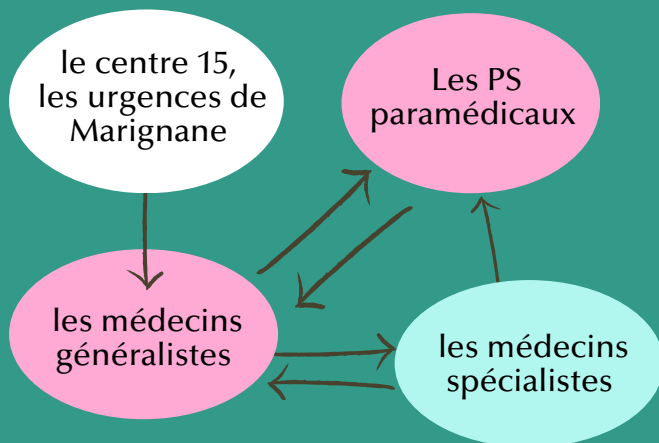 le centre 15,
les urgences de
Marignane
Les PS
paramédicaux
les médecins
généralistes
les médecins
spécialistes